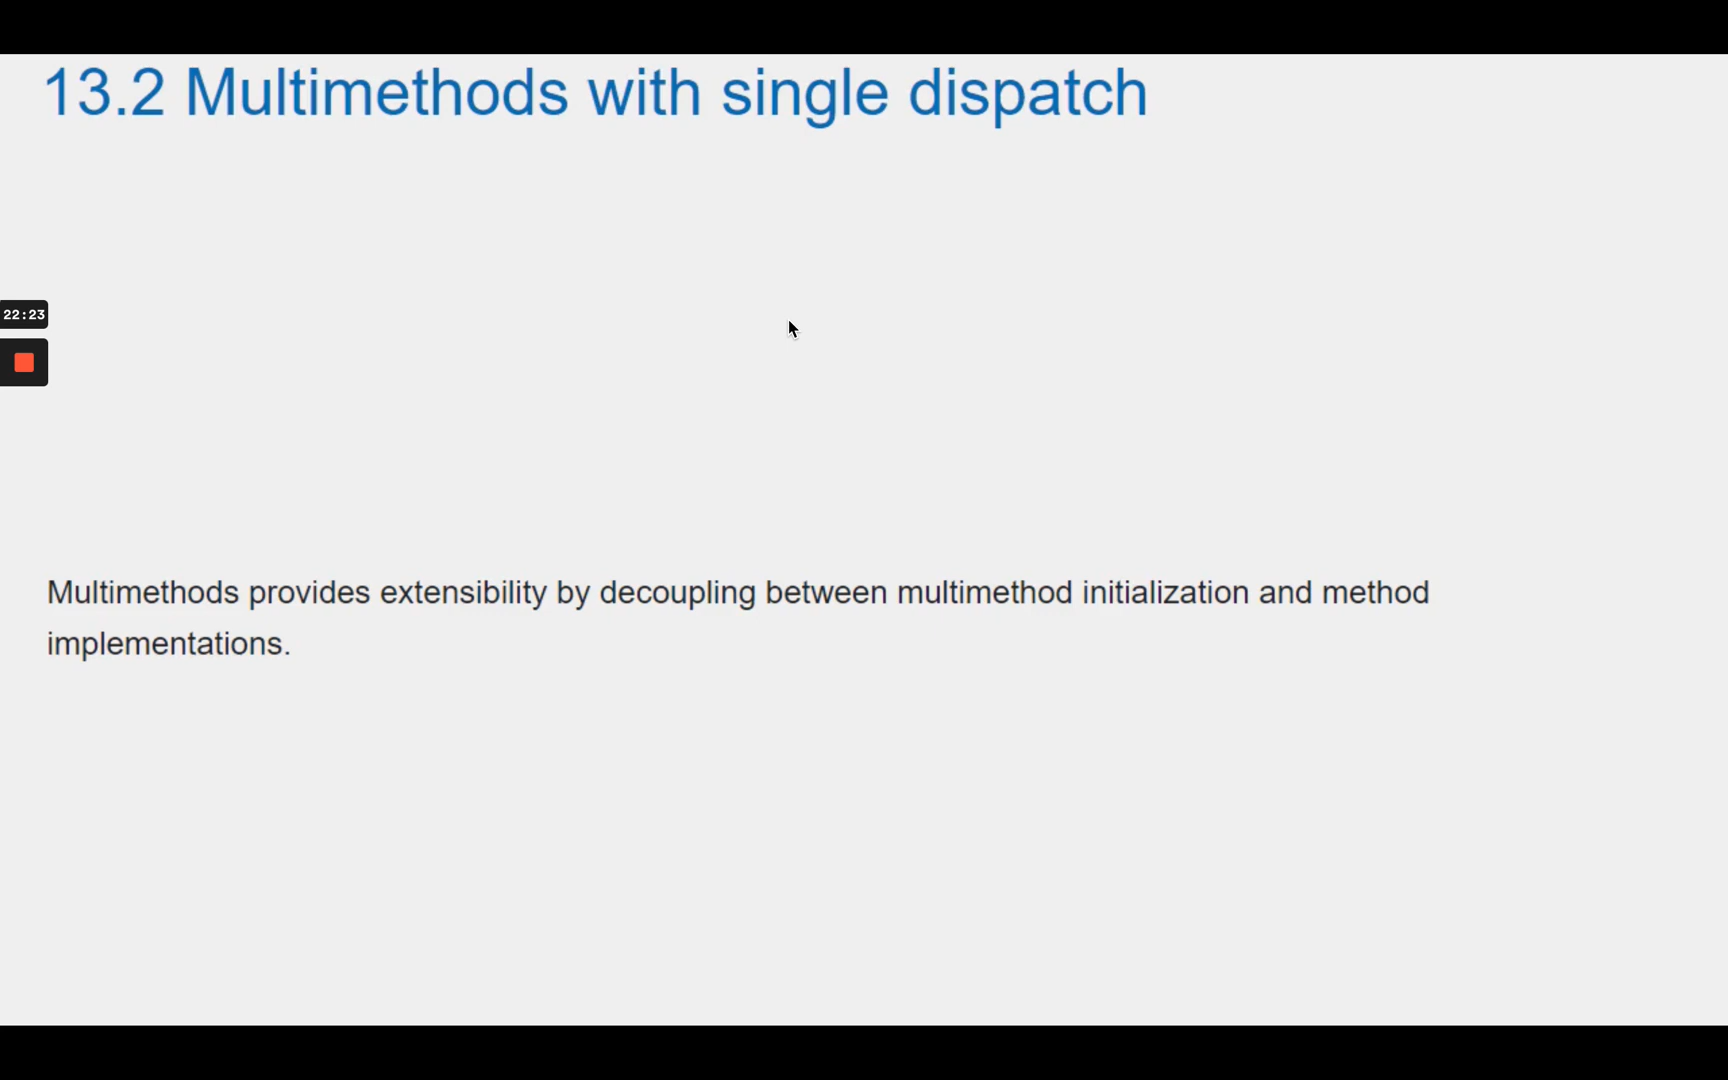 13.2 Multimethods with single dispatch
22:23
Multimethods provides extensibility by decoupling between multimethod initialization and method
implementations.